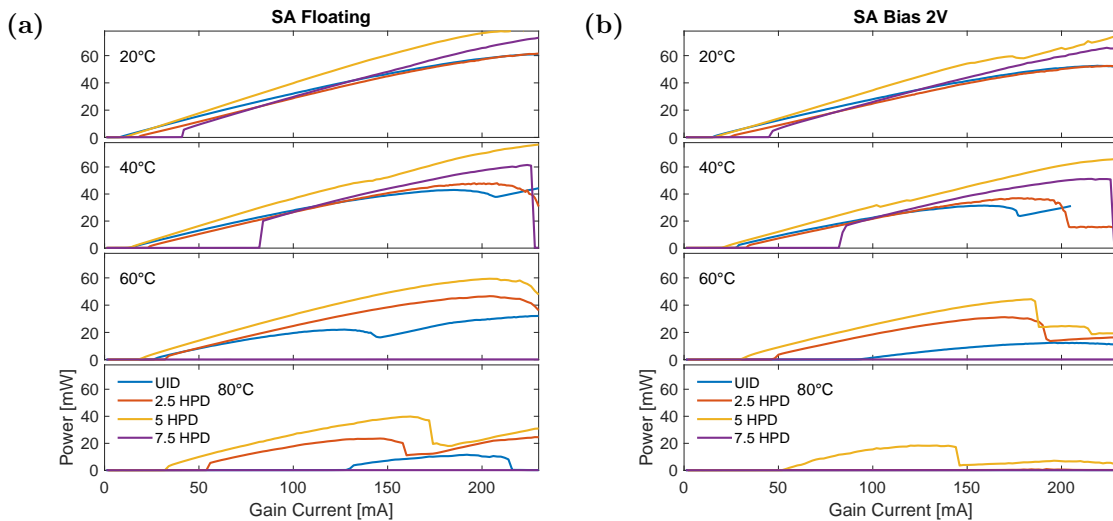 (a)
SA Floating
20°C
60
40
20
0
40°C
60
40
20
0
60°C
60
40
20
0
80°C
UID
2.5 HPD
5 HPD
7.5 HPD
60
40
20
0
Power [mW]
0 50 100 150 200
Gain Current [mA]
(b)
SA Bias 2V
20°C
60
40
20
0
40°C
60
40
20
0
60°C
60
40
20
0
80°C
UID
2.5 HPD
5 HPD
7.5 HPD
60
40
20
0
Power [mW]
0 50 100 150 200
Gain Current [mA]